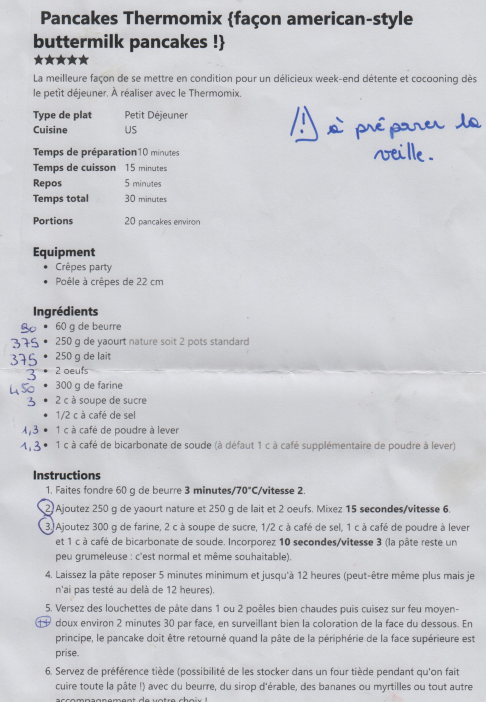 Pancakes Thermomix {façon american-style
buttermilk pancakes !}
★★★★★
La meilleure façon de se mettre en condition pour un délicieux week-end détente et cocooning dès
le petit déjeuner. À réaliser avec le Thermomix.
Type de plat Petit Déjeuner
Cuisine US
⚠ à préparer la
veille.
Temps de préparation10 minutes
Temps de cuisson 15 minutes
Repos 5 minutes
Temps total 30 minutes
Portions 20 pancakes environ
Equipment
• Crêpes party
• Poêle à crêpes de 22 cm
Ingrédients
90 • 60 g de beurre
375 • 250 g de yaourt nature soit 2 pots standard
375 • 250 g de lait
3 • 2 oeufs
450 • 300 g de farine
3 • 2 c à soupe de sucre
• 1/2 c à café de sel
1,3 • 1 c à café de poudre à lever
1,3 • 1 c à café de bicarbonate de soude (à defaut 1 c à café supplémentaire de poudre à lever)
Instructions
1. Faites fondre 60 g de beurre 3 minutes/70°C/vitesse 2.
2. Ajoutez 250 g de yaourt nature et 250 g de lait et 2 oeufs. Mixez 15 secondes/vitesse 6.
3. Ajoutez 300 g de farine, 2 c à soupe de sucre, 1/2 c à café de sel, 1 c à café de poudre à lever
et 1 c à café de bicarbonate de soude. Incorporez 10 secondes/vitesse 3 (la pâte reste un
peu grumeleuse : c'est normal et même souhaitable).
4. Laissez la pâte reposer 5 minutes minimum et jusqu'à 12 heures (peut-être même plus mais je
n'ai pas testé au delà de 12 heures).
5. Versez des louchettes de pâte dans 1 ou 2 poêles bien chaudes puis cuisez sur feu moyen-
doux environ 2 minutes 30 par face, en surveillant bien la coloration de la face du dessous. En
principe, le pancake doit être retourné quand la pâte de la périphérie de la face supérieure est
prise.
6. Servez de préférence tiède (possibilité de les stocker dans un four tiède pendant qu'on fait
cuire toute la pâte !) avec du beurre, du sirop d'érable, des bananes ou myrtilles ou tout autre
accompagnement de votre choix !